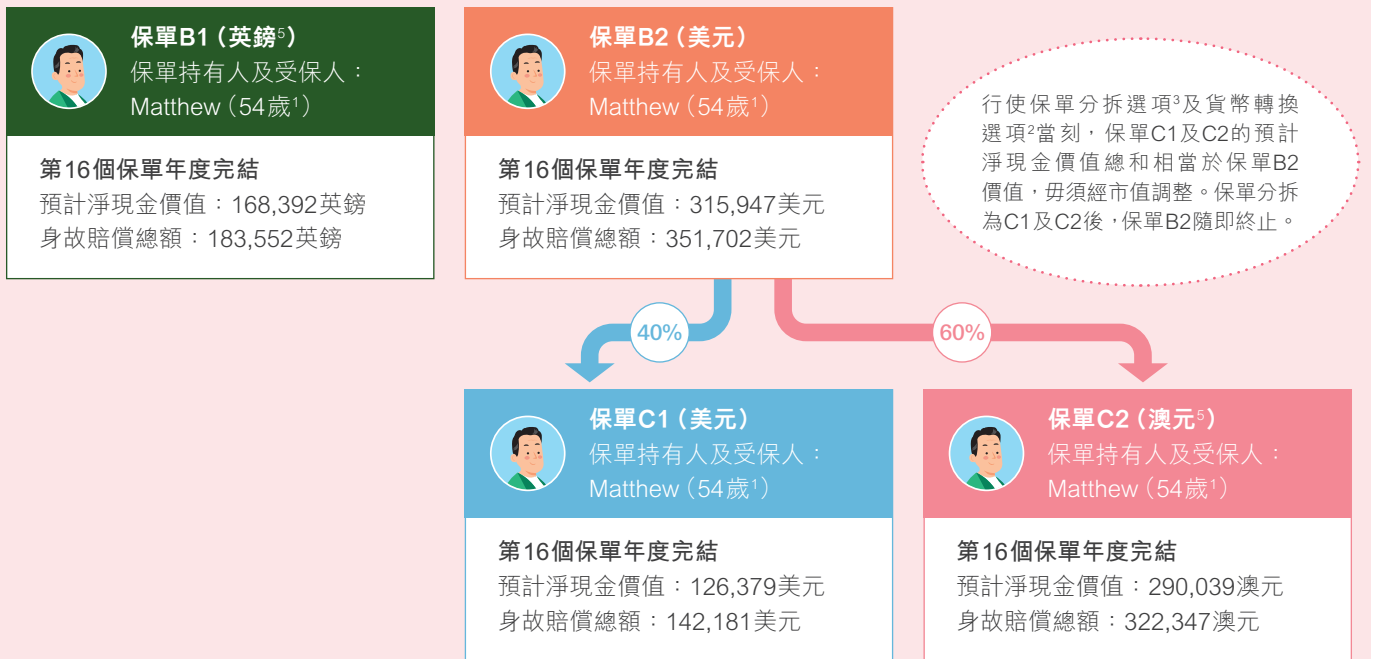 保單B1（英鎊5）
保單持有人及受保人：
Matthew（54歲1）
第16個保單年度完結
預計淨現金價值：168,392英鎊
身故賠償總額：183,552英鎊
保單B2（美元）
保單持有人及受保人：
Matthew（54歲1）
第16個保單年度完結
預計淨現金價值：315,947美元
身故賠償總額：351,702美元
行使保單分拆選項3及貨幣轉換
選項2當刻，保單C1及C2的預計
淨現金價值總和相當於保單B2
價值，毋須經市值調整。保單分拆
為C1及C2後，保單B2隨即終止。
40%
60%
保單C1（美元）
保單持有人及受保人：
Matthew（54歲1）
第16個保單年度完結
預計淨現金價值：126,379美元
身故賠償總額：142,181美元
保單C2（澳元5）
保單持有人及受保人：
Matthew（54歲1）
第16個保單年度完結
預計淨現金價值：290,039澳元
身故賠償總額：322,347澳元